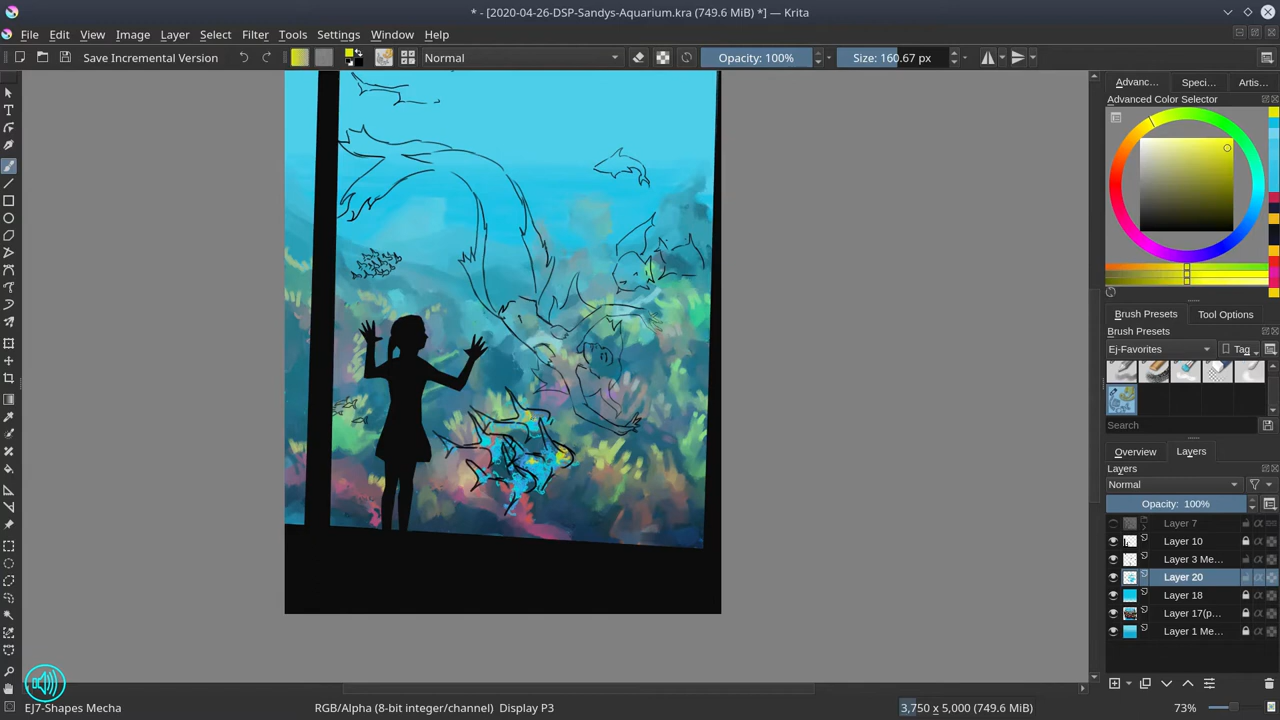 * - [2020-04-26-DSP-Sandys-Aquarium.kra (749.6 MiB) *] — Krita
File Edit View Image Layer Select Filter Tools Settings Window Help
Save Incremental Version Normal Opacity: 100% Size: 160.67 px
Advanc... Speci... Artis...
Advanced Color Selector
Brush Presets Tool Options
Brush Presets
Ej-Favorites Tag
Search
Overview Layers
Layers
Normal
Opacity: 100%
Layer 7
Layer 10
Layer 3 Me...
Layer 20
Layer 18
Layer 17(p...
Layer 1 Me...
EJ7-Shapes Mecha RGB/Alpha (8-bit integer/channel) Display P3 3,750 x 5,000 (749.6 MiB) 73%